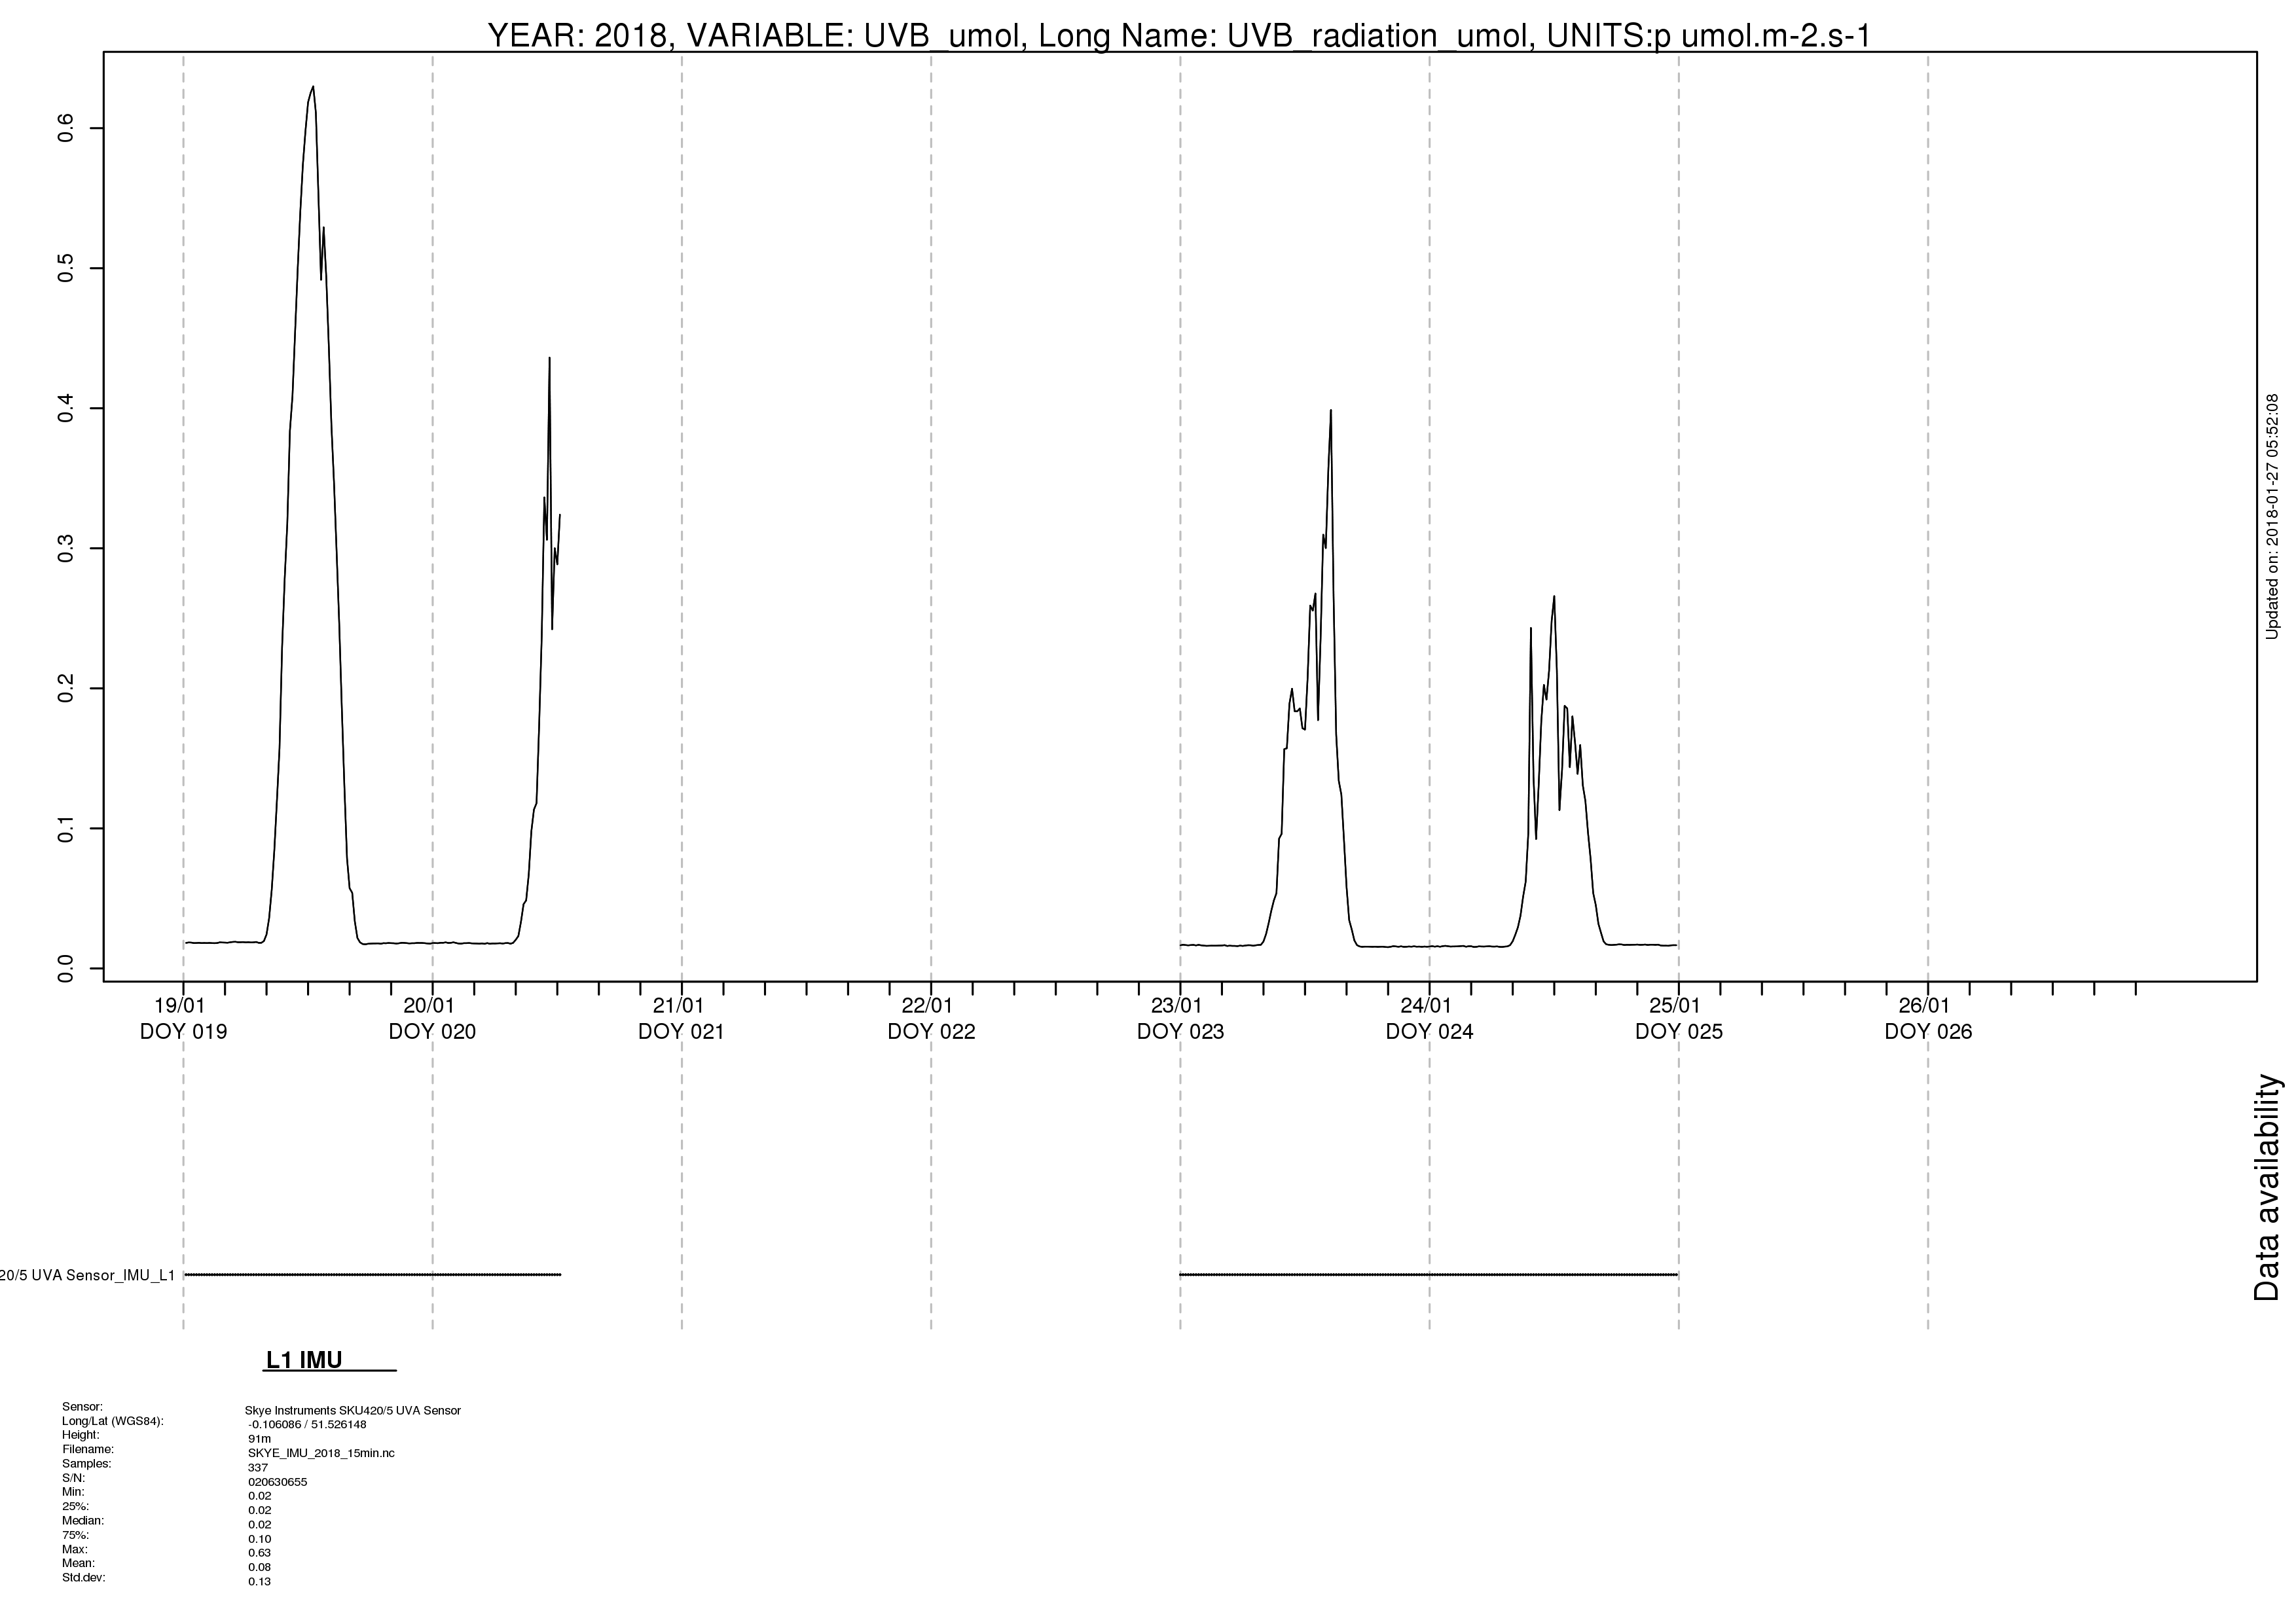 YEAR: 2018, VARIABLE: UVB_umol, Long Name: UVB_radiation_umol, UNITS:p umol.m-2.s-1
0.6
0.5
0.4
0.3
0.2
0.1
0.0
Updated on: 2018-01-27 05:52:08
19/01 20/01 21/01 22/01 23/01 24/01 25/01 26/01
DOY 019 DOY 020 DOY 021 DOY 022 DOY 023 DOY 024 DOY 025 DOY 026
Data availability
20/5 UVA Sensor_IMU_L1
L1 IMU
Sensor: Skye Instruments SKU420/5 UVA Sensor
Long/Lat (WGS84): -0.106086 / 51.526148
Height: 91m
Filename: SKYE_IMU_2018_15min.nc
Samples: 337
S/N: 020630655
Min: 0.02
25%: 0.02
Median: 0.02
75%: 0.10
Max: 0.63
Mean: 0.08
Std.dev: 0.13